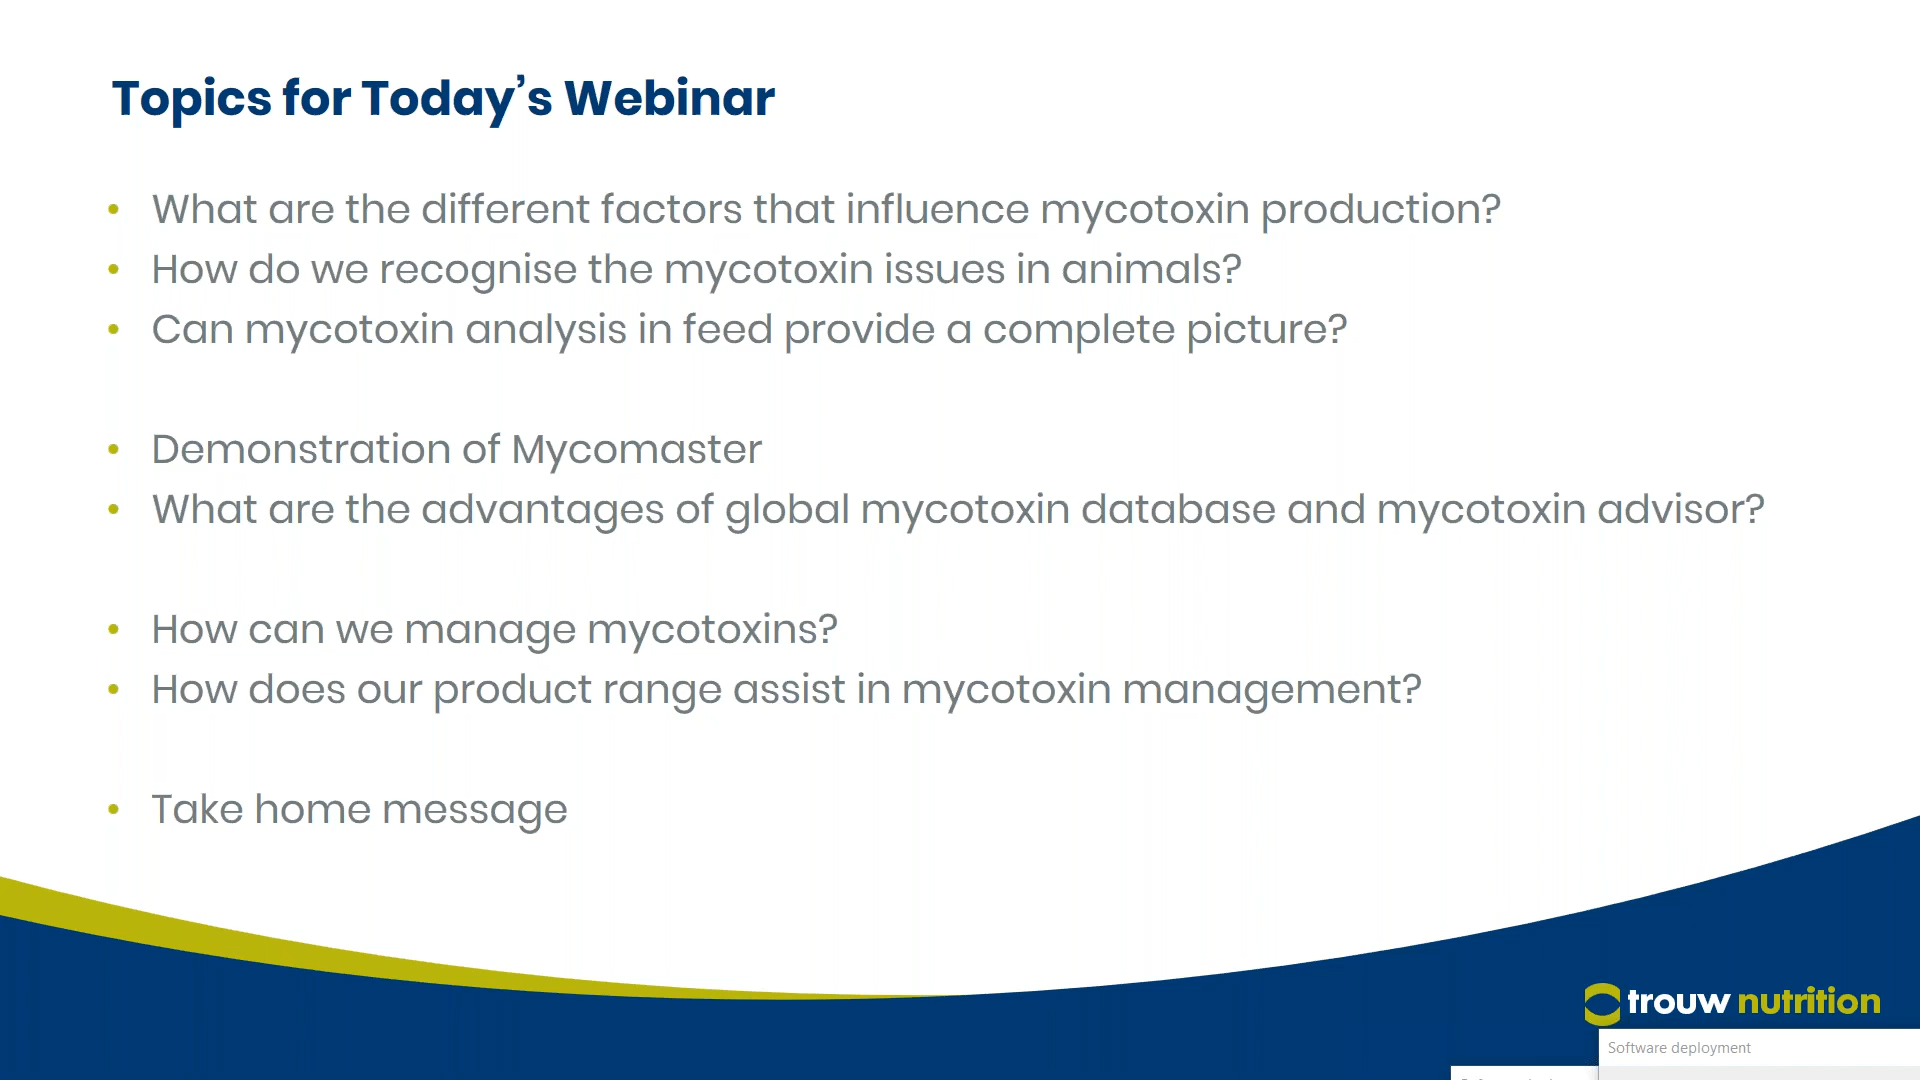 Topics for Today’s Webinar
• What are the different factors that influence mycotoxin production?
• How do we recognise the mycotoxin issues in animals?
• Can mycotoxin analysis in feed provide a complete picture?
• Demonstration of Mycomaster
• What are the advantages of global mycotoxin database and mycotoxin advisor?
• How can we manage mycotoxins?
• How does our product range assist in mycotoxin management?
• Take home message
trouw nutrition
Software deployment